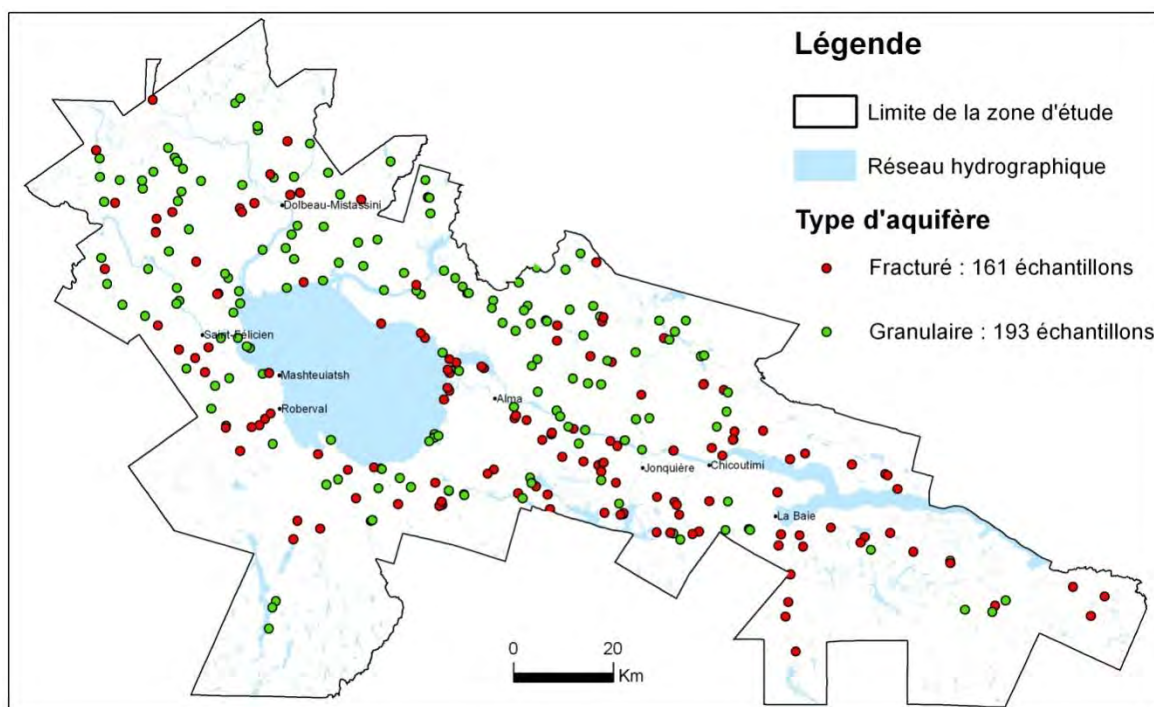 Légende
Limite de la zone d'étude
Réseau hydrographique
Type d'aquifère
Fracturé : 161 échantillons
Granulaire : 193 échantillons
Dolbeau-Mistassini
Saint-Félicien
Mashteuiatsh
Roberval
Alma
Jonquière
Chicoutimi
La Baie
0 20
Km